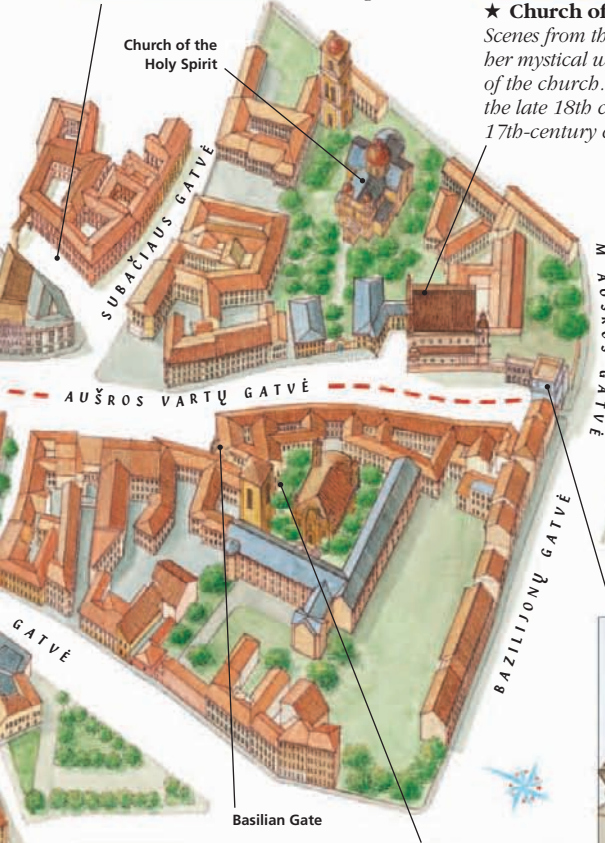 ★ Church of
Scenes from th
her mystical w
of the church.
the late 18th c
17th-century
Church of the
Holy Spirit
SUBAČIAUS GATVĖ
M AUŠROS GATVĖ
AUŠROS VARTŲ GATVĖ
BAZILIJONŲ GATVĖ
GATVĖ
Basilian Gate